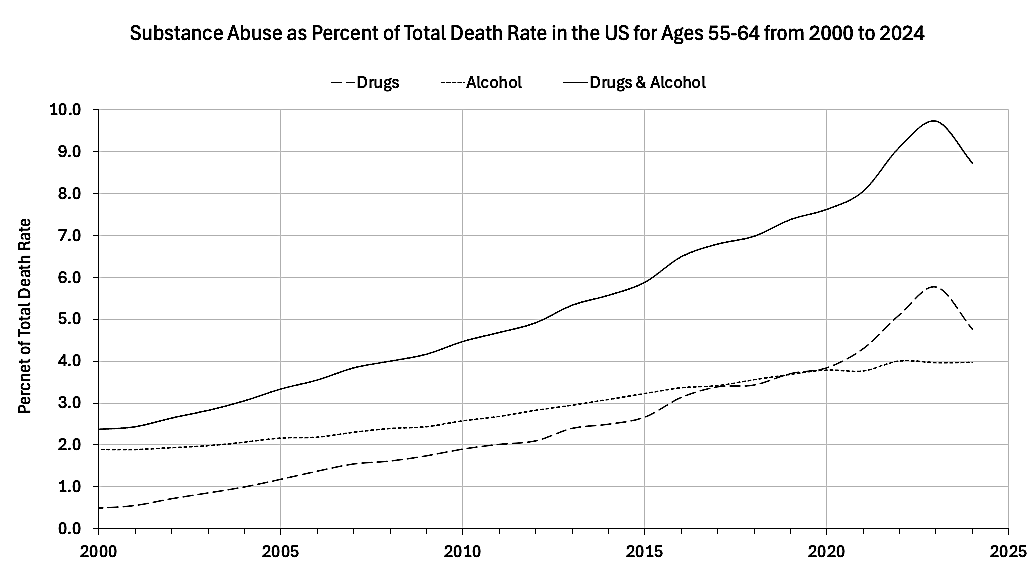 Substance Abuse as Percent of Total Death Rate in the US for Ages 55-64 from 2000 to 2024
Drugs Alcohol Drugs & Alcohol
Percnet of Total Death Rate
10.0
9.0
8.0
7.0
6.0
5.0
4.0
3.0
2.0
1.0
0.0
2000 2005 2010 2015 2020 2025